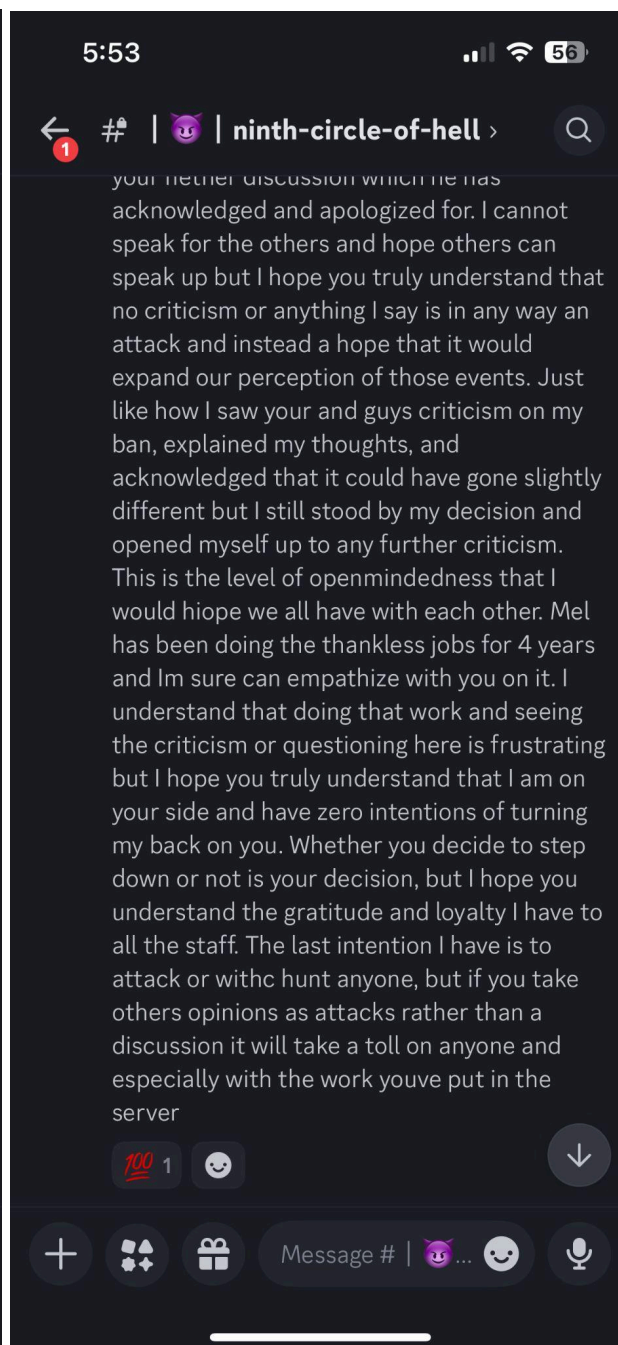 5:53
56
# | 😈 | ninth-circle-of-hell ›
1
your nether discussion which he has
acknowledged and apologized for. I cannot
speak for the others and hope others can
speak up but I hope you truly understand that
no criticism or anything I say is in any way an
attack and instead a hope that it would
expand our perception of those events. Just
like how I saw your and guys criticism on my
ban, explained my thoughts, and
acknowledged that it could have gone slightly
different but I still stood by my decision and
opened myself up to any further criticism.
This is the level of openmindedness that I
would hiope we all have with each other. Mel
has been doing the thankless jobs for 4 years
and Im sure can empathize with you on it. I
understand that doing that work and seeing
the criticism or questioning here is frustrating
but I hope you truly understand that I am on
your side and have zero intentions of turning
my back on you. Whether you decide to step
down or not is your decision, but I hope you
understand the gratitude and loyalty I have to
all the staff. The last intention I have is to
attack or withc hunt anyone, but if you take
others opinions as attacks rather than a
discussion it will take a toll on anyone and
especially with the work youve put in the
server
💯 1
Message # | 😈...